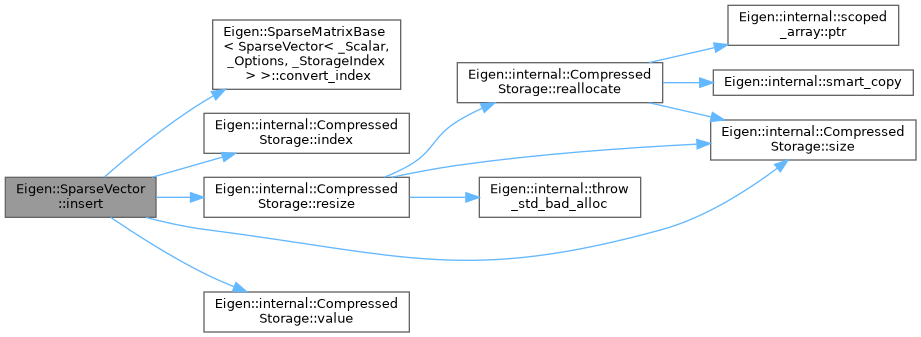 Eigen::SparseVector
::insert
Eigen::SparseMatrixBase
< SparseVector< _Scalar,
_Options, _StorageIndex
> >::convert_index
Eigen::internal::Compressed
Storage::index
Eigen::internal::Compressed
Storage::resize
Eigen::internal::Compressed
Storage::value
Eigen::internal::Compressed
Storage::reallocate
Eigen::internal::throw
_std_bad_alloc
Eigen::internal::scoped
_array::ptr
Eigen::internal::smart_copy
Eigen::internal::Compressed
Storage::size